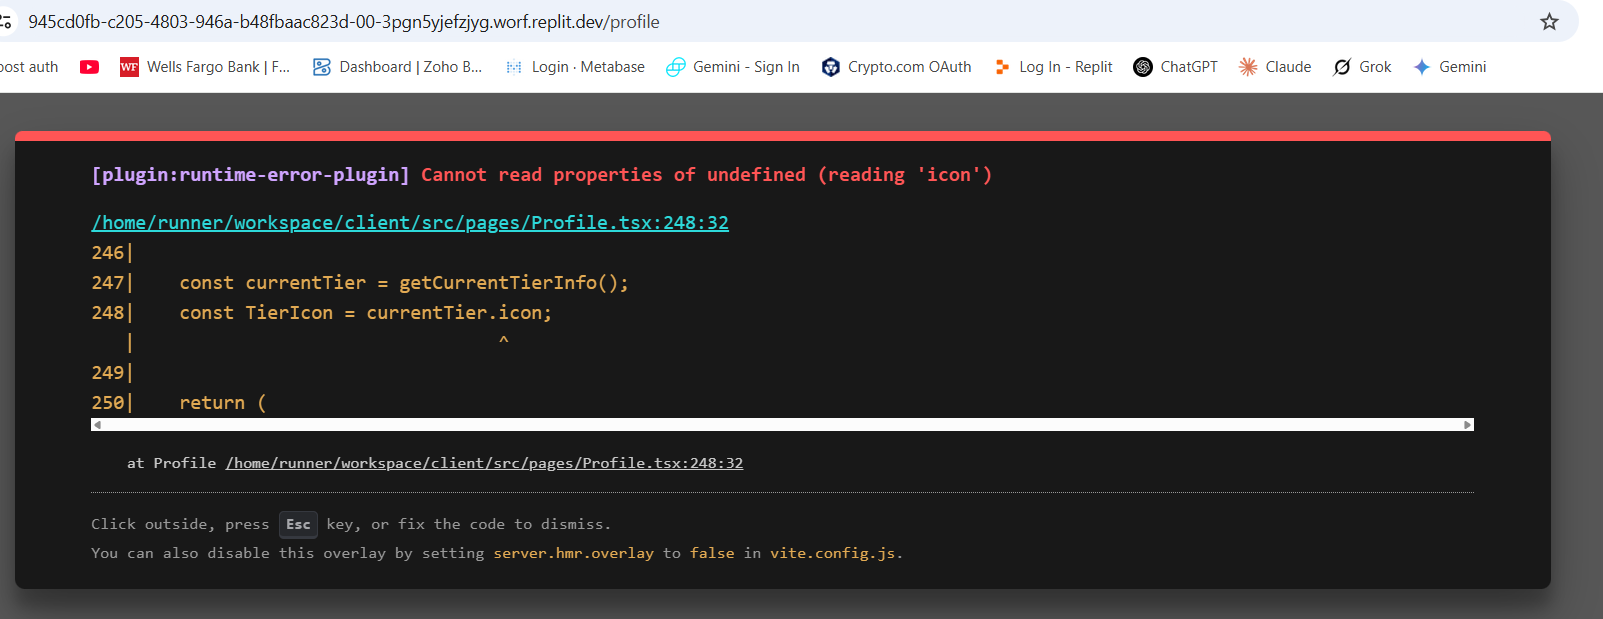 945cd0fb-c205-4803-946a-b48fbaac823d-00-3pgn5yjefzjyg.worf.replit.dev/profile
oost auth WF Wells Fargo Bank | F... Dashboard | Zoho B... Login · Metabase Gemini - Sign In Crypto.com OAuth Log In - Replit ChatGPT Claude Grok Gemini
[plugin:runtime-error-plugin] Cannot read properties of undefined (reading 'icon')
/home/runner/workspace/client/src/pages/Profile.tsx:248:32
246|
247|    const currentTier = getCurrentTierInfo();
248|    const TierIcon = currentTier.icon;
   |                                 ^
249|
250|    return (
at Profile /home/runner/workspace/client/src/pages/Profile.tsx:248:32
Click outside, press Esc key, or fix the code to dismiss.
You can also disable this overlay by setting server.hmr.overlay to false in vite.config.js.